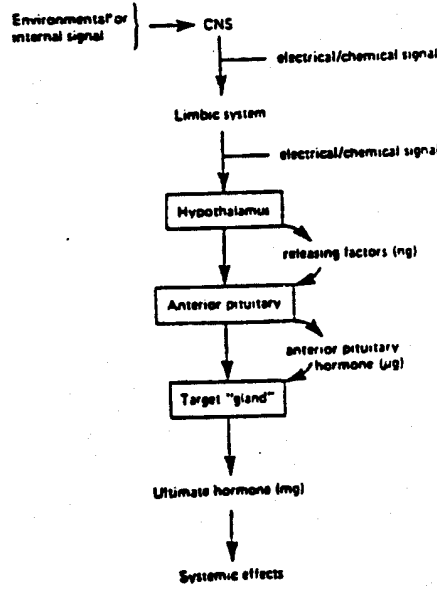 Environmental or
internal signal
CNS
electrical/chemical signal
Limbic system
electrical/chemical signal
Hypothalamus
releasing factors (ng)
Anterior pituitary
anterior pituitary
hormone (µg)
Target "gland"
Ultimate hormone (mg)
Systemic effects